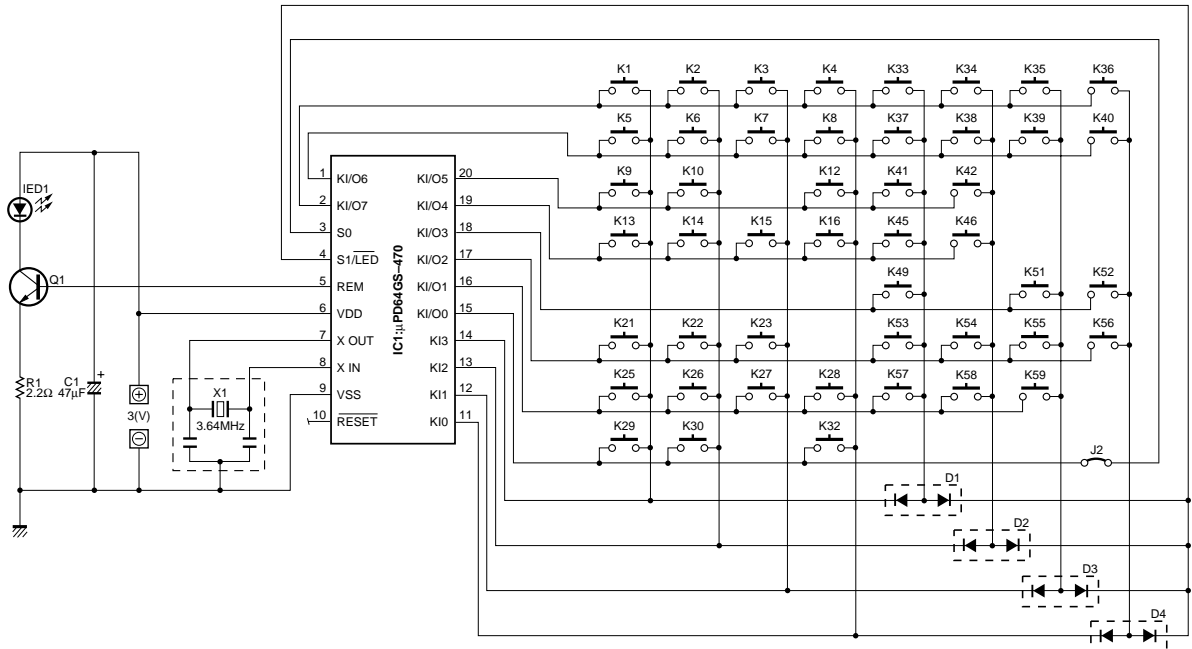 K1 K2 K3 K4 K33 K34 K35 K36
K5 K6 K7 K8 K37 K38 K39 K40
K9 K10 K12 K41 K42
K13 K14 K15 K16 K45 K46
K49 K51 K52
K21 K22 K23 K53 K54 K55 K56
K25 K26 K27 K28 K57 K58 K59
K29 K30 K32 J2
D1
D2
D3
D4
IED1
Q1
R1
2.2Ω
C1
47μF
+
3(V)
X1
3.64MHz
IC1:μPD64GS–470
1 KI/O6 KI/O5 20
2 KI/O7 KI/O4 19
3 S0 KI/O3 18
4 S1/LED KI/O2 17
5 REM KI/O1 16
6 VDD KI/O0 15
7 X OUT KI3 14
8 X IN KI2 13
9 VSS KI1 12
10 RESET KI0 11